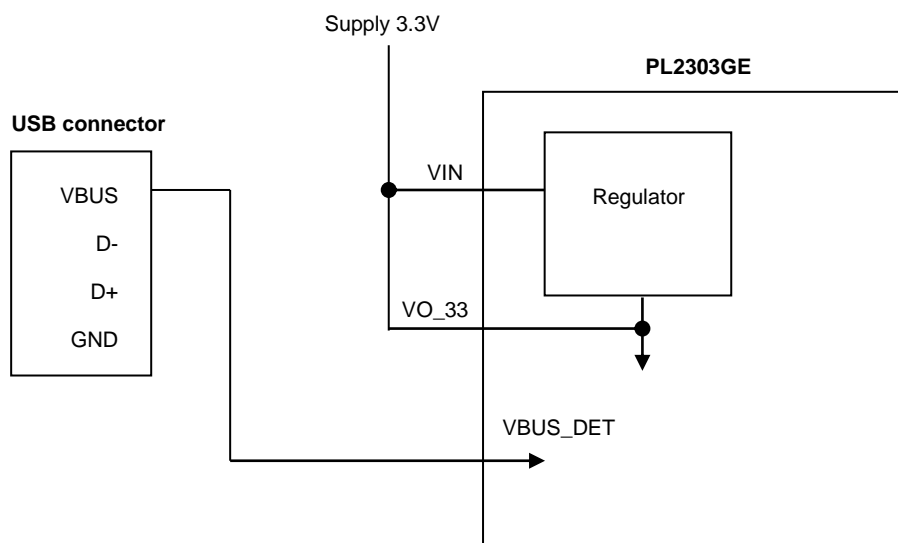 Supply 3.3V
PL2303GE
USB connector
VBUS
D-
D+
GND
VIN
Regulator
VO_33
VBUS_DET